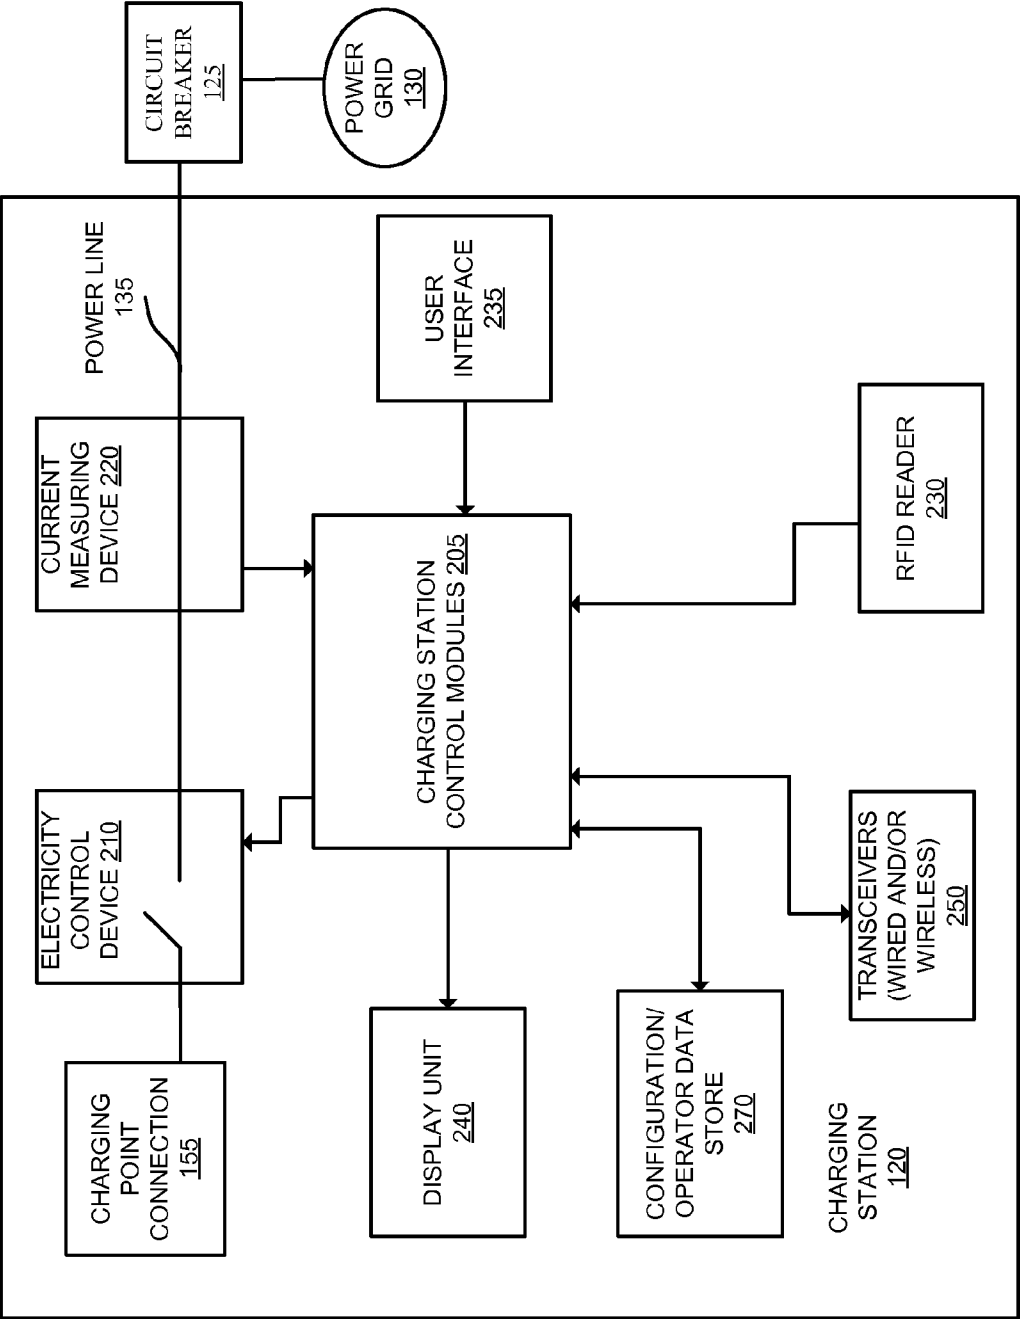 CHARGING
POINT
CONNECTION
155
ELECTRICITY
CONTROL
DEVICE 210
CURRENT
MEASURING
DEVICE 220
POWER LINE
135
CIRCUIT
BREAKER
125
POWER
GRID
130
DISPLAY UNIT
240
CHARGING STATION
CONTROL MODULES 205
USER
INTERFACE
235
CONFIGURATION/
OPERATOR DATA
STORE
270
TRANSCEIVERS
(WIRED AND/OR
WIRELESS)
250
RFID READER
230
CHARGING
STATION
120